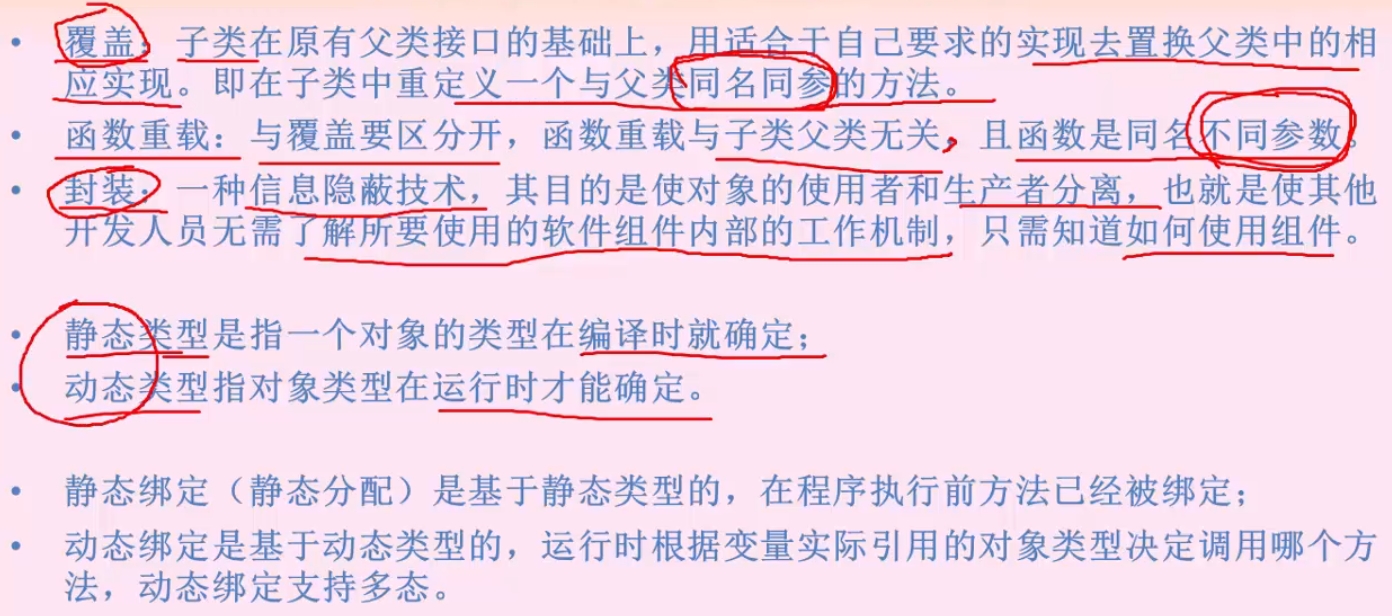 • 覆盖：子类在原有父类接口的基础上，用适合于自己要求的实现去置换父类中的相
应实现。即在子类中重定义一个与父类同名同参的方法。
• 函数重载：与覆盖要区分开，函数重载与子类父类无关，且函数是同名不同参数。
• 封装：一种信息隐蔽技术，其目的是使对象的使用者和生产者分离，也就是使其他
开发人员无需了解所要使用的软件组件内部的工作机制，只需知道如何使用组件。
• 静态类型是指一个对象的类型在编译时就确定；
• 动态类型指对象类型在运行时才能确定。
• 静态绑定（静态分配）是基于静态类型的，在程序执行前方法已经被绑定；
• 动态绑定是基于动态类型的，运行时根据变量实际引用的对象类型决定调用哪个方
法，动态绑定支持多态。